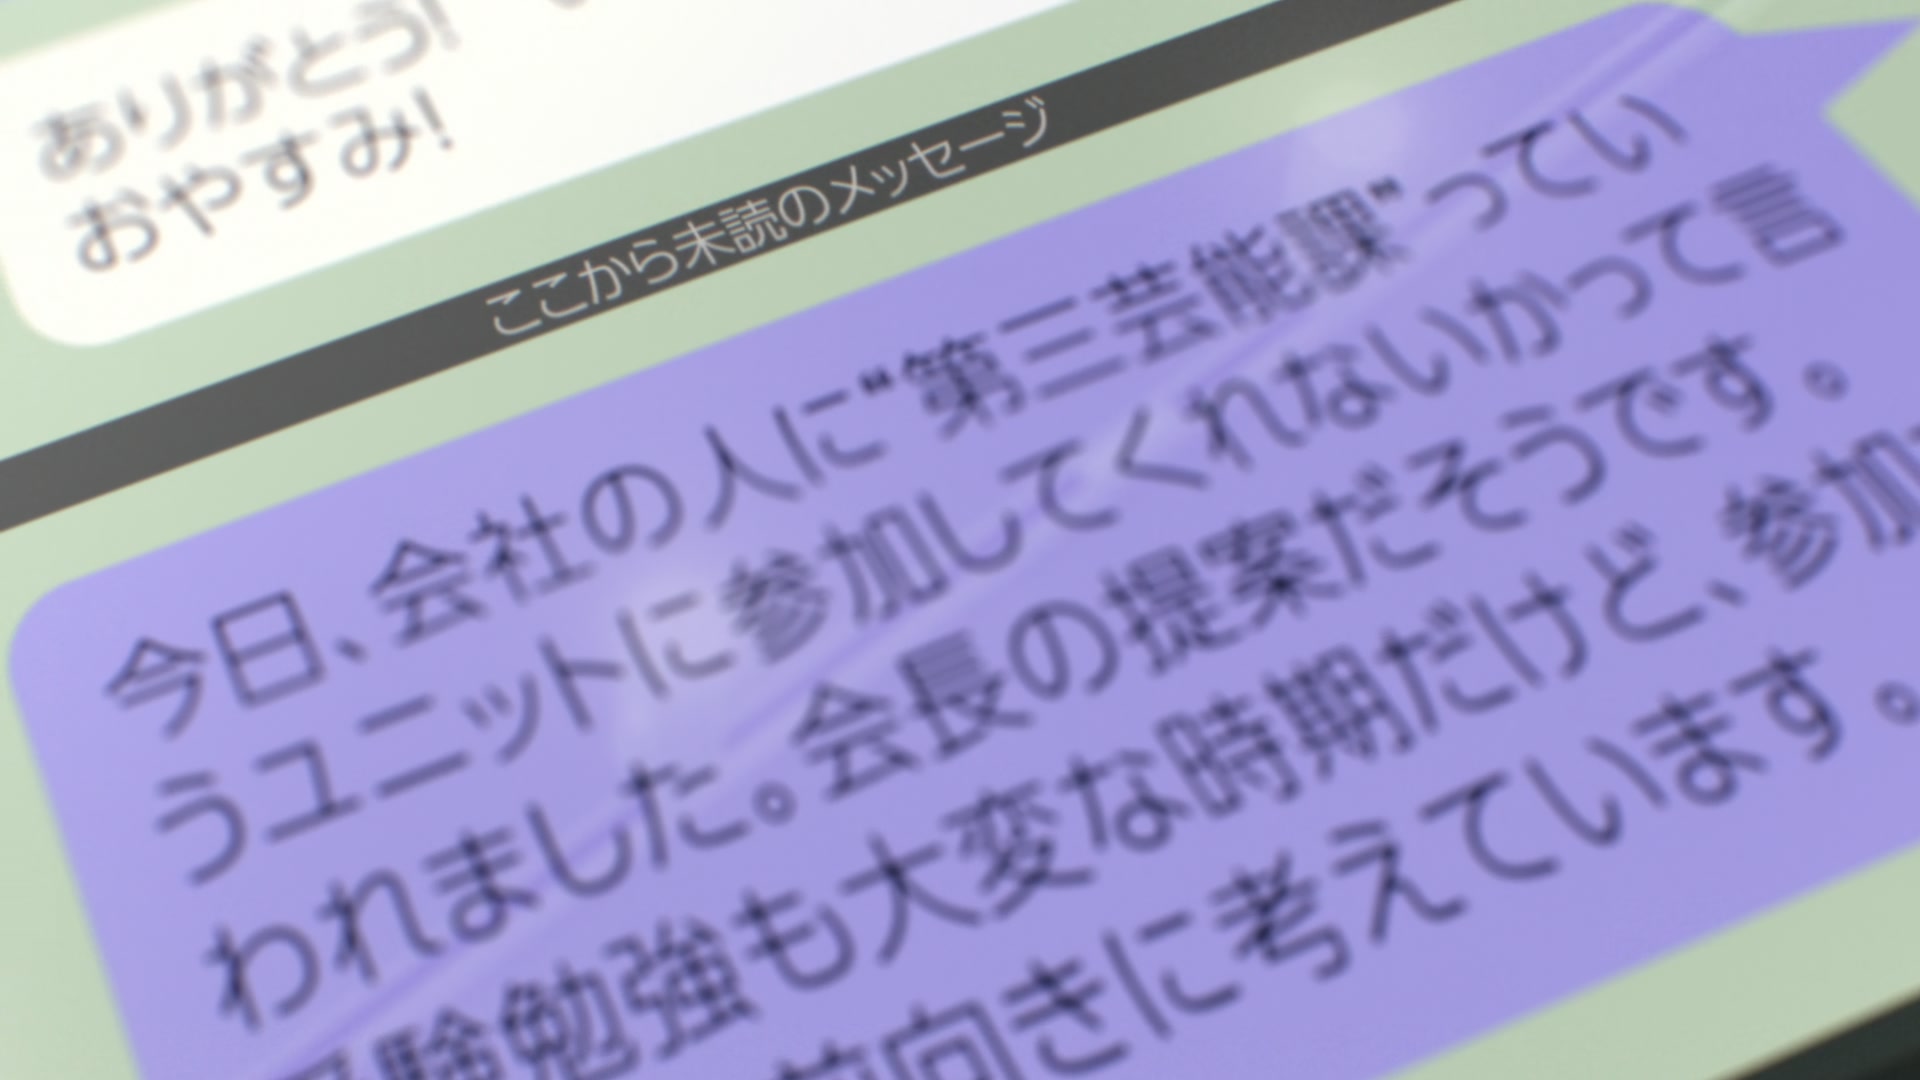 ありがとう!
おやすみ!
ここから未読のメッセージ
今日、会社の人に“第三芸能課”ってい
うユニットに参加してくれないかって言
われました。会長の提案だそうです。
受験勉強も大変な時期だけど、参加
前向きに考えています。